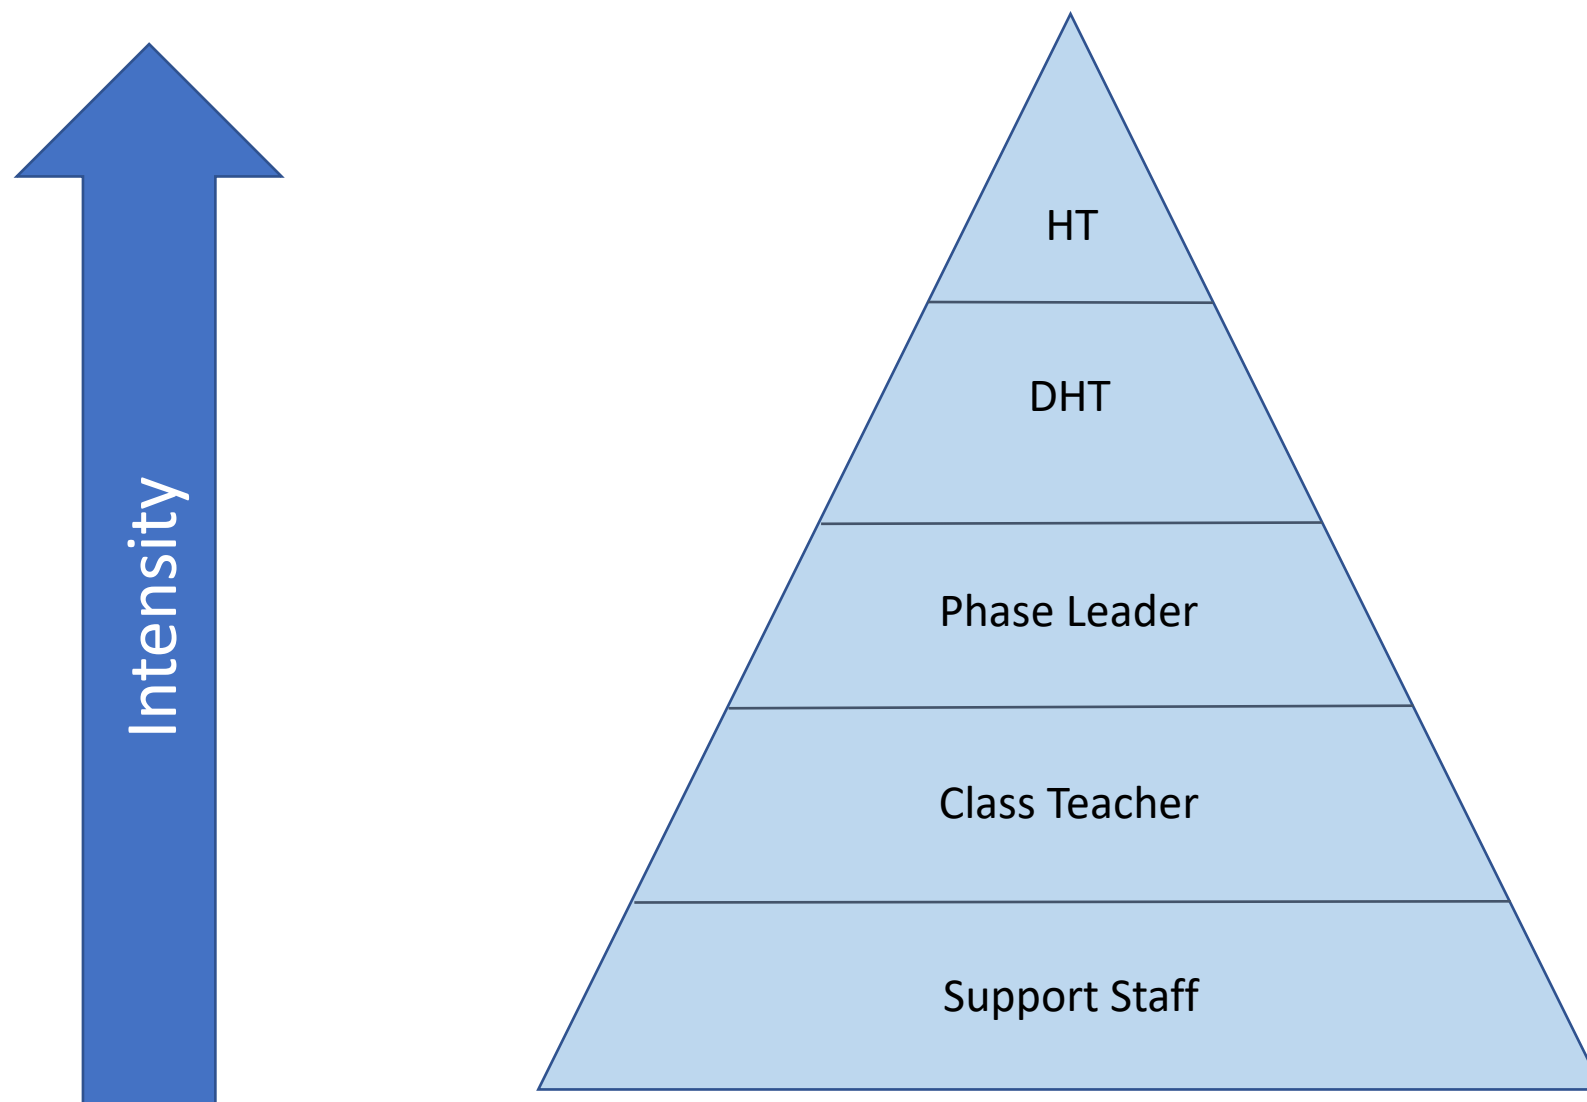 Intensity
HT
DHT
Phase Leader
Class Teacher
Support Staff